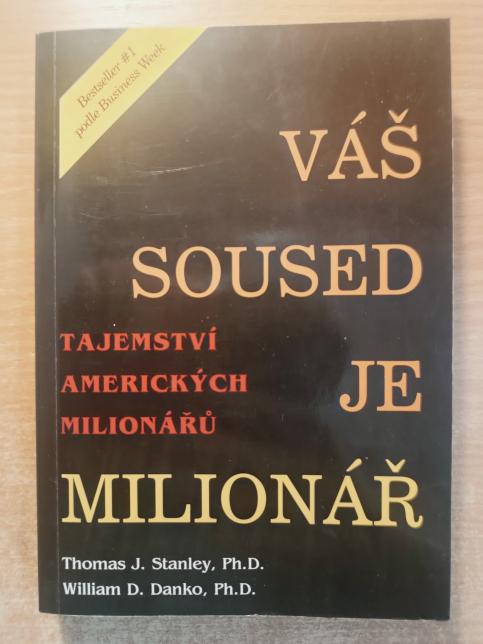 Bestseller #1
podle Business Week
VÁŠ
SOUSED
JE
MILIONÁŘ
TAJEMSTVÍ
AMERICKÝCH
MILIONÁŘŮ
Thomas J. Stanley, Ph.D.
William D. Danko, Ph.D.